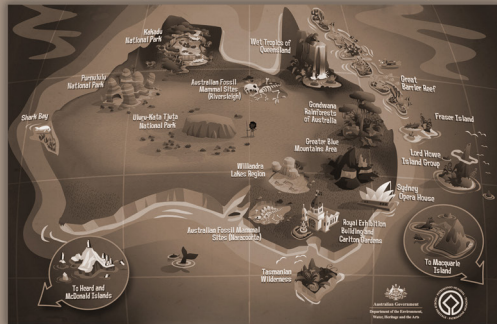 Kakadu
National Park
Wet Tropics of
Queensland
Purnululu
National Park
Australian Fossil
Mammal Sites
(Riversleigh)
Great
Barrier Reef
Shark Bay
Uluru-Kata Tjuta
National Park
Gondwana
Rainforests
of Australia
Fraser Island
Greater Blue
Mountains Area
Lord Howe
Island Group
Willandra
Lakes Region
Sydney
Opera House
Australian Fossil Mammal
Sites (Naracoorte)
Royal Exhibition
Building and
Carlton Gardens
To Heard and
McDonald Islands
Tasmanian
Wilderness
To Macquarie
Island
Australian Government
Department of the Environment,
Water, Heritage and the Arts